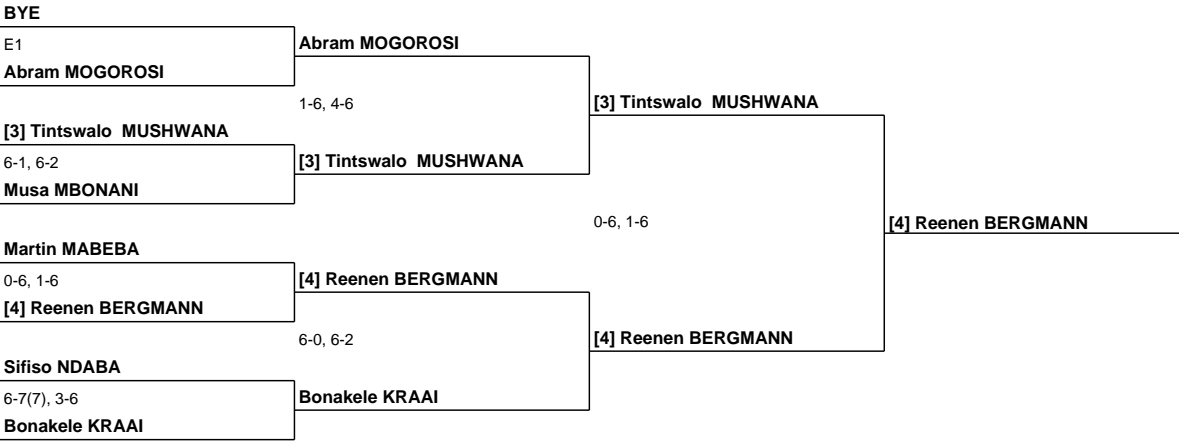 BYE
E1
Abram MOGOROSI
Abram MOGOROSI
1-6, 4-6
[3] Tintswalo  MUSHWANA
[3] Tintswalo  MUSHWANA
6-1, 6-2
[3] Tintswalo  MUSHWANA
Musa MBONANI
0-6, 1-6
[4] Reenen BERGMANN
Martin MABEBA
0-6, 1-6
[4] Reenen BERGMANN
[4] Reenen BERGMANN
6-0, 6-2
[4] Reenen BERGMANN
Sifiso NDABA
6-7(7), 3-6
Bonakele KRAAI
Bonakele KRAAI